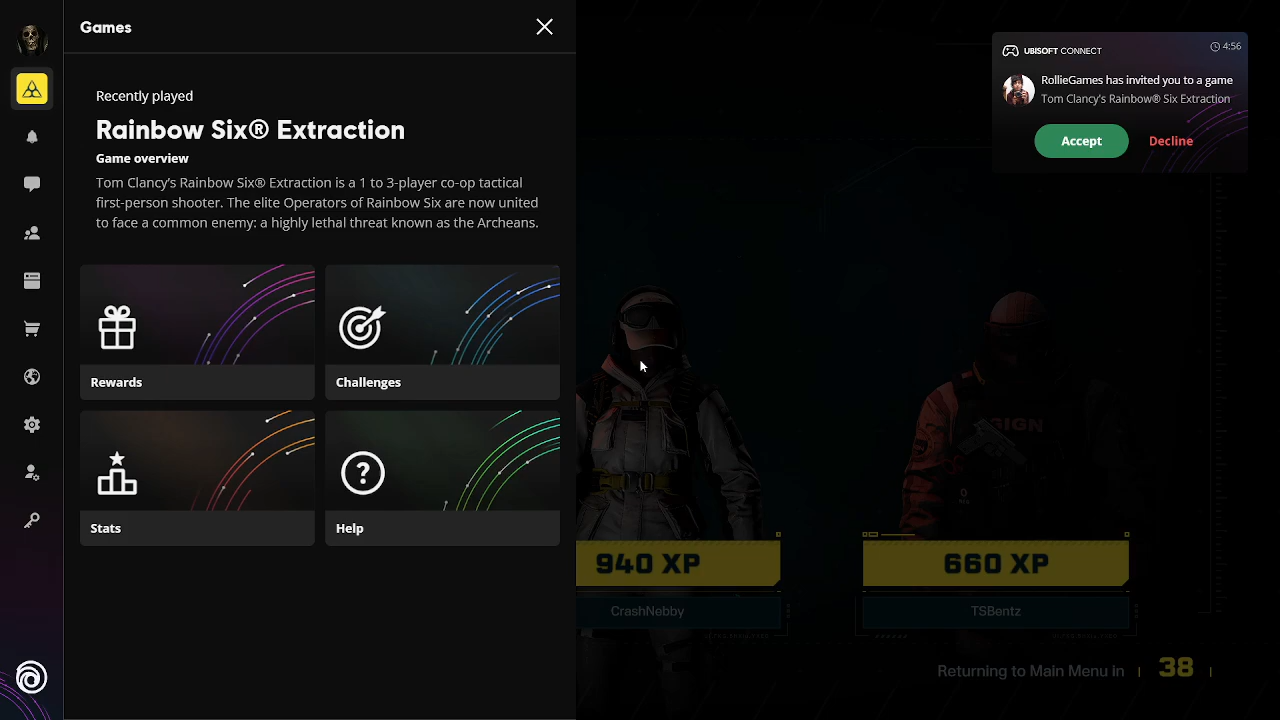 Games
Recently played
Rainbow Six® Extraction
Game overview
Tom Clancy's Rainbow Six® Extraction is a 1 to 3-player co-op tactical
first-person shooter. The elite Operators of Rainbow Six are now united
to face a common enemy: a highly lethal threat known as the Archeans.
Rewards
Challenges
Stats
Help
UBISOFT CONNECT
4:56
RollieGames has invited you to a game
Tom Clancy's Rainbow® Six Extraction
Accept
Decline
940 XP
CrashNebby
660 XP
TSBentz
Returning to Main Menu in
38